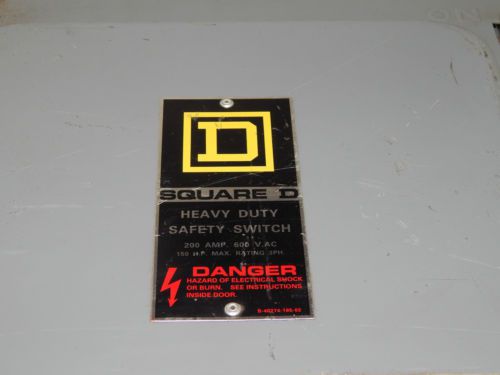 ON
D
SQUARE D
HEAVY DUTY
SAFETY SWITCH
200 AMP. 600 V.AC
150 H.P. MAX. RATING 3PH.
DANGER
HAZARD OF ELECTRICAL SHOCK
OR BURN. SEE INSTRUCTIONS
INSIDE DOOR.